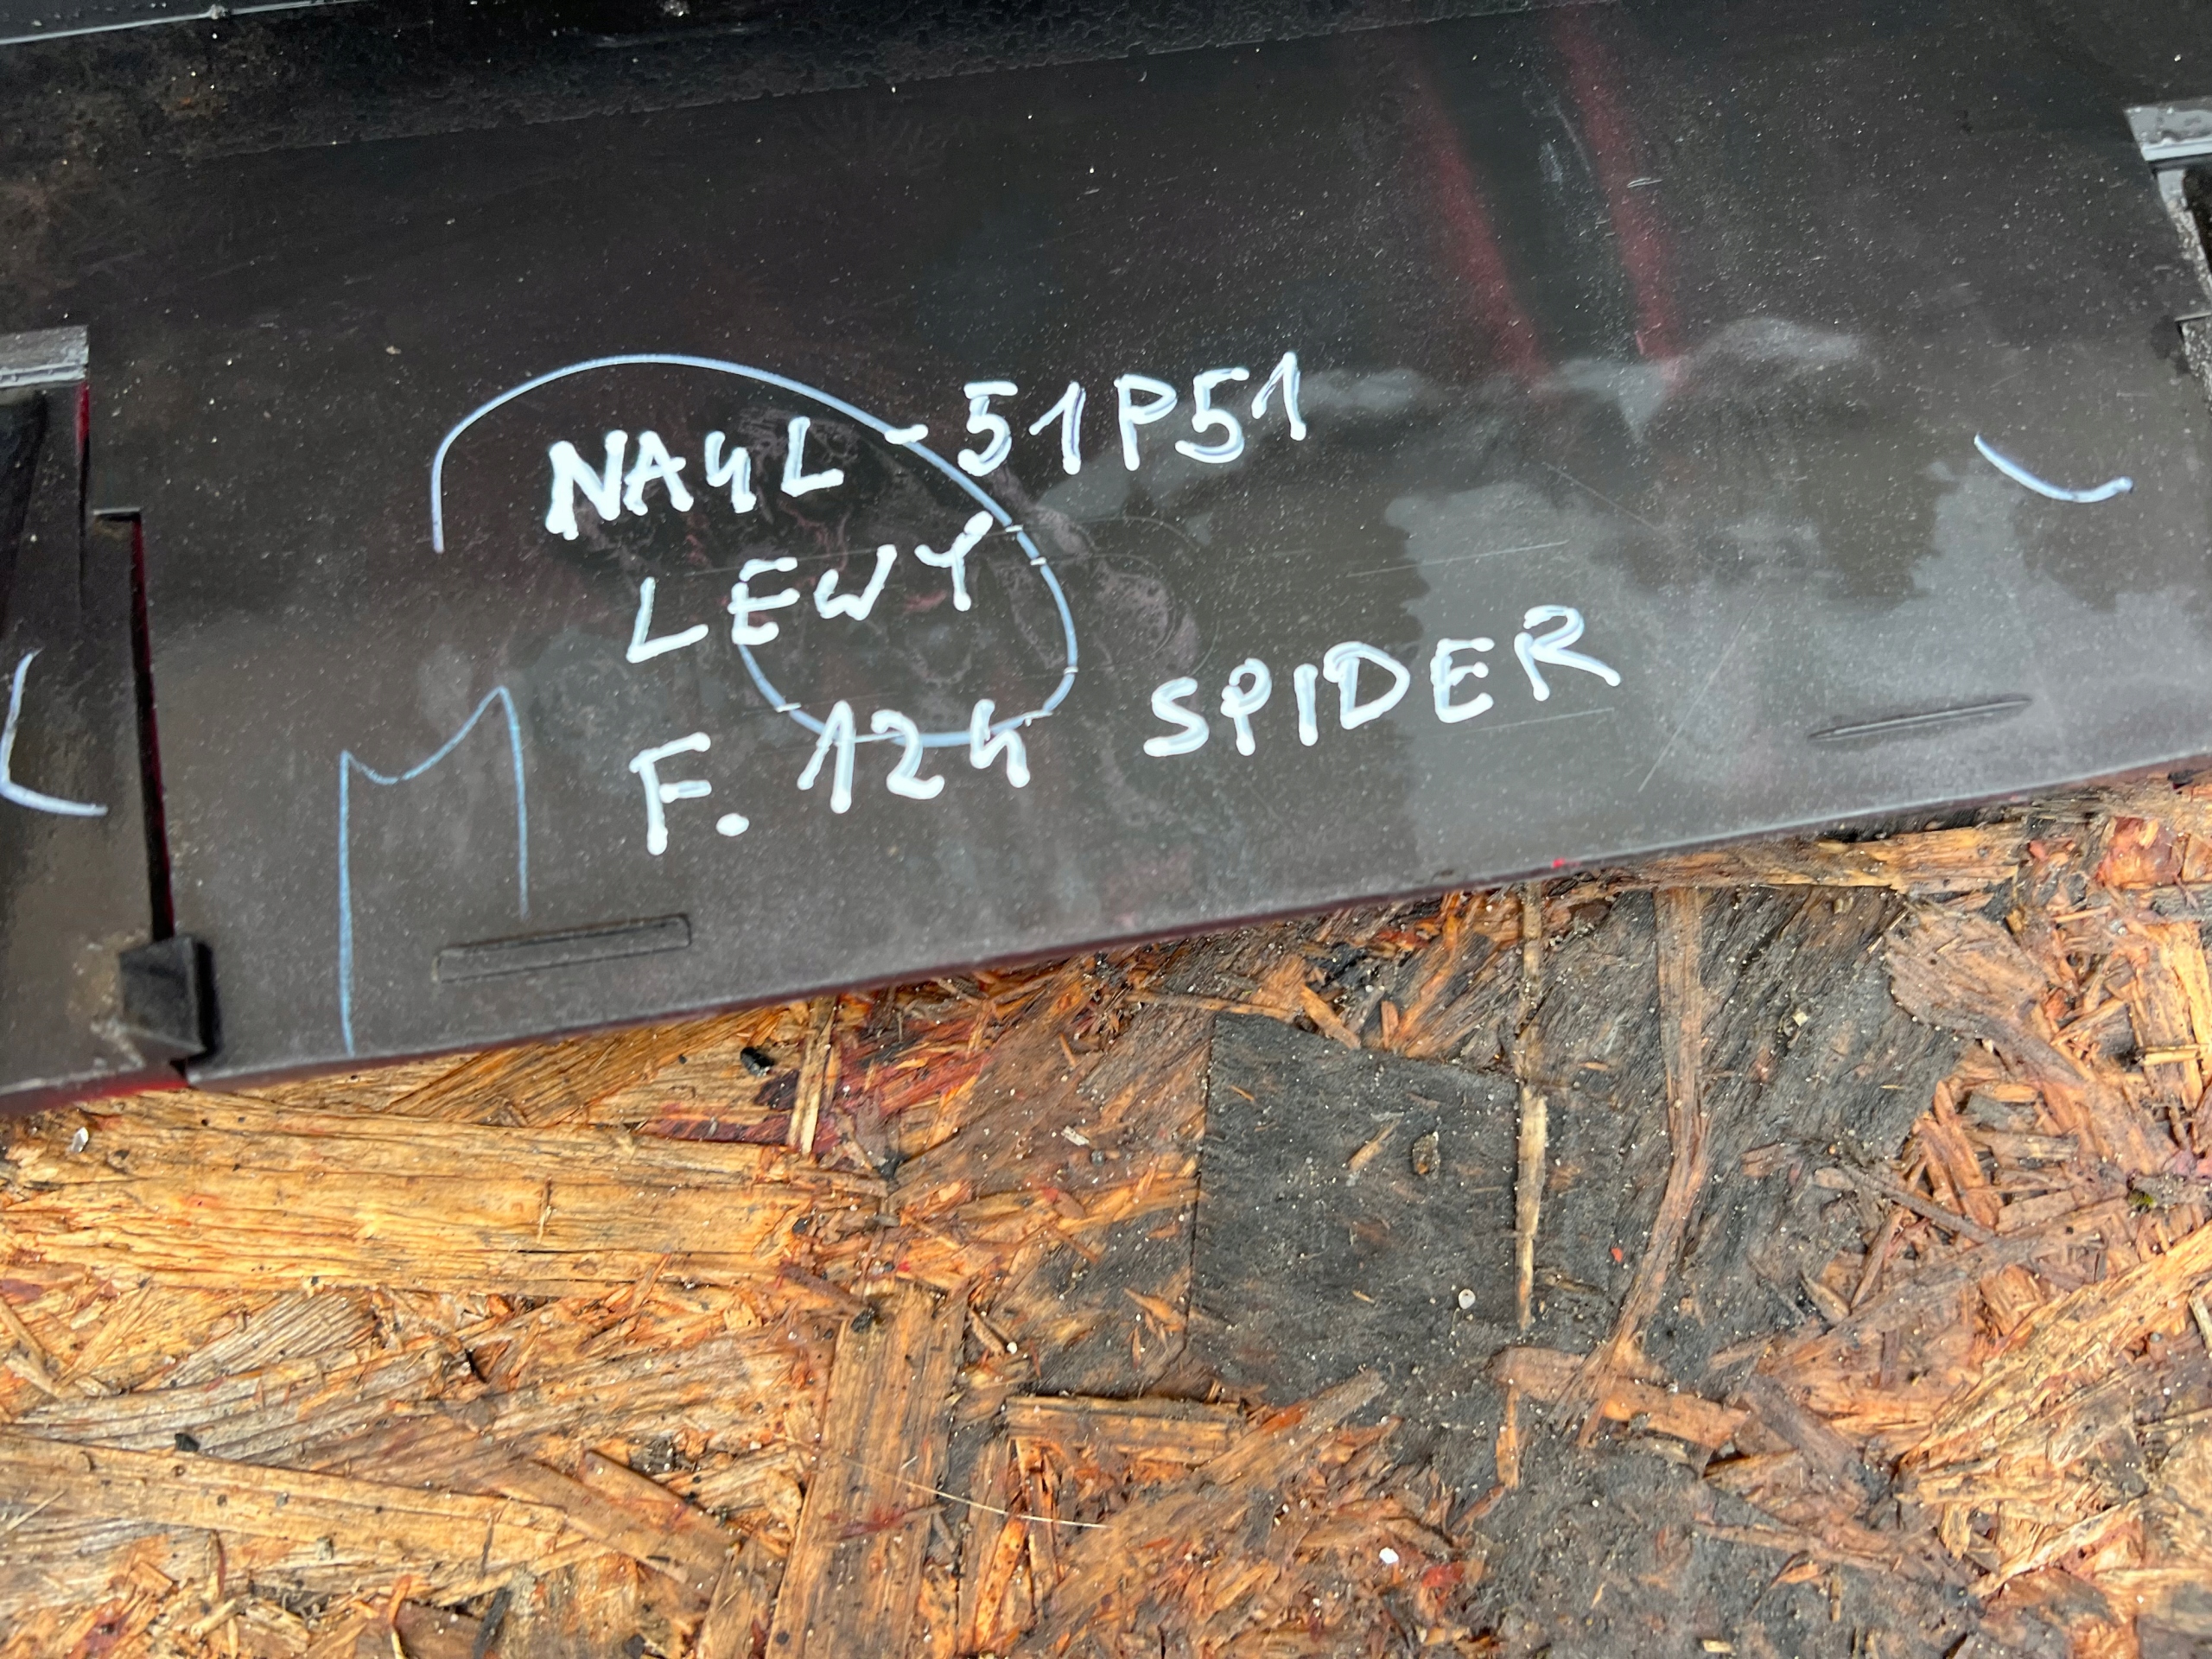 NA4L-51P51
LEWY
F. 124 SPIDER
M